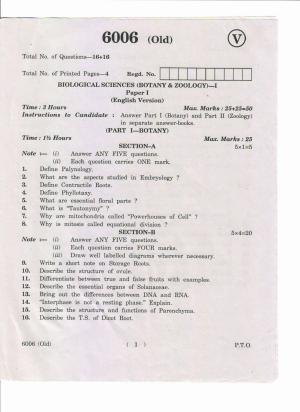 6006 (Old)
V
Total No. of Questions—16+16
Total No. of Printed Pages—4
Regd. No.
BIOLOGICAL SCIENCES (BOTANY & ZOOLOGY)—I
Paper I
(English Version)
Time : 3 Hours
Max. Marks : 25+25=50
Instructions to Candidate : Answer Part I (Botany) and Part II (Zoology)
in separate answer-books.
(PART I—BOTANY)
Time : 1½ Hours
Max. Marks : 25
SECTION-A
5×1=5
Note :— (i) Answer ANY FIVE questions.
(ii) Each question carries ONE mark.
1. Define Palynology.
2. What are the aspects studied in Embryology ?
3. Define Contractile Roots.
4. Define Phyllotaxy.
5. What are essential floral parts ?
6. What is "Tautonymy" ?
7. Why are mitochondria called "Powerhouses of Cell" ?
8. Why is mitosis called equational division ?
SECTION-B
5×4=20
Note :— (i) Answer ANY FIVE questions.
(ii) Each question carries FOUR marks.
(iii) Draw well labelled diagrams wherever necessary.
9. Write a short note on Storage Roots.
10. Describe the structure of ovule.
11. Differentiate between true and false fruits with examples.
12. Describe the essential organs of Solanaceae.
13. Bring out the differences between DNA and RNA.
14. "Interphase is not a resting phase." Explain.
15. Describe the structure and functions of Parenchyma.
16. Describe the T.S. of Dicot Root.
6006 (Old)
( 1 )
P.T.O.